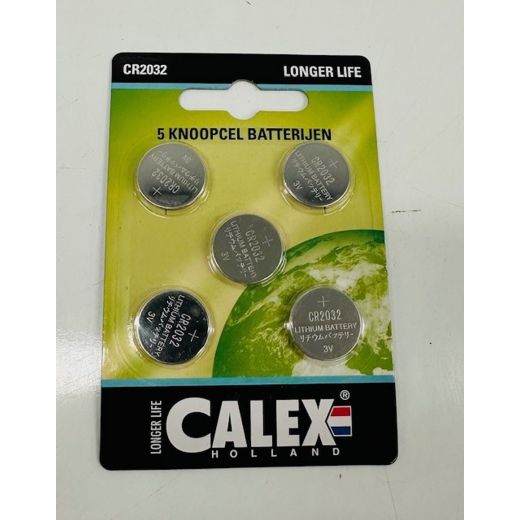 CR2032
LONGER LIFE
5 KNOOPCEL BATTERIJEN
+
CR2032
LITHIUM BATTERY
3V
+
CR2032
LITHIUM BATTERY
リチウムバッテリー
3V
+
CR2032
LITHIUM BATTERY
リチウムバッテリー
3V
+
CR2032
LITHIUM BATTERY
リチウムバッテリー
3V
+
CR2032
LITHIUM BATTERY
リチウムバッテリー
3V
LONGER LIFE
CALEX®
HOLLAND